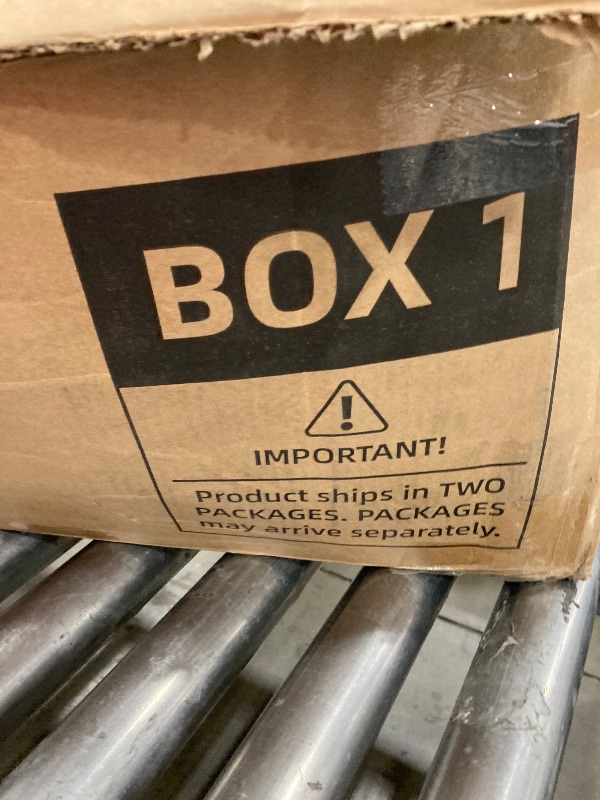 BOX 1
IMPORTANT!
Product ships in TWO
PACKAGES. PACKAGES
may arrive separately.